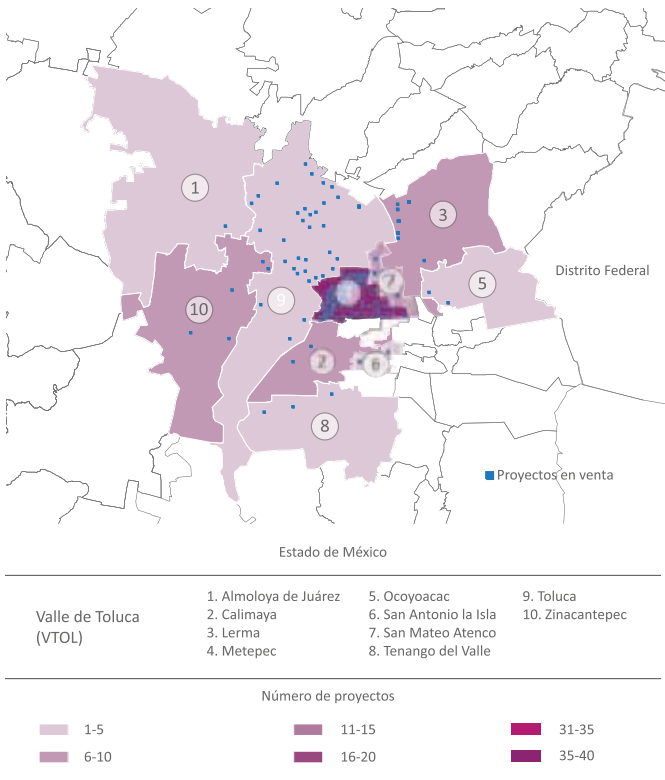 1
3
Distrito Federal
7
5
9
10
2
6
8
Proyectos en venta
Estado de México
Valle de Toluca
(VTOL)
1. Almoloya de Juárez
2. Calimaya
3. Lerma
4. Metepec
5. Ocoyoacac
6. San Antonio la Isla
7. San Mateo Atenco
8. Tenango del Valle
9. Toluca
10. Zinacantepec
Número de proyectos
1-5
6-10
11-15
16-20
31-35
35-40